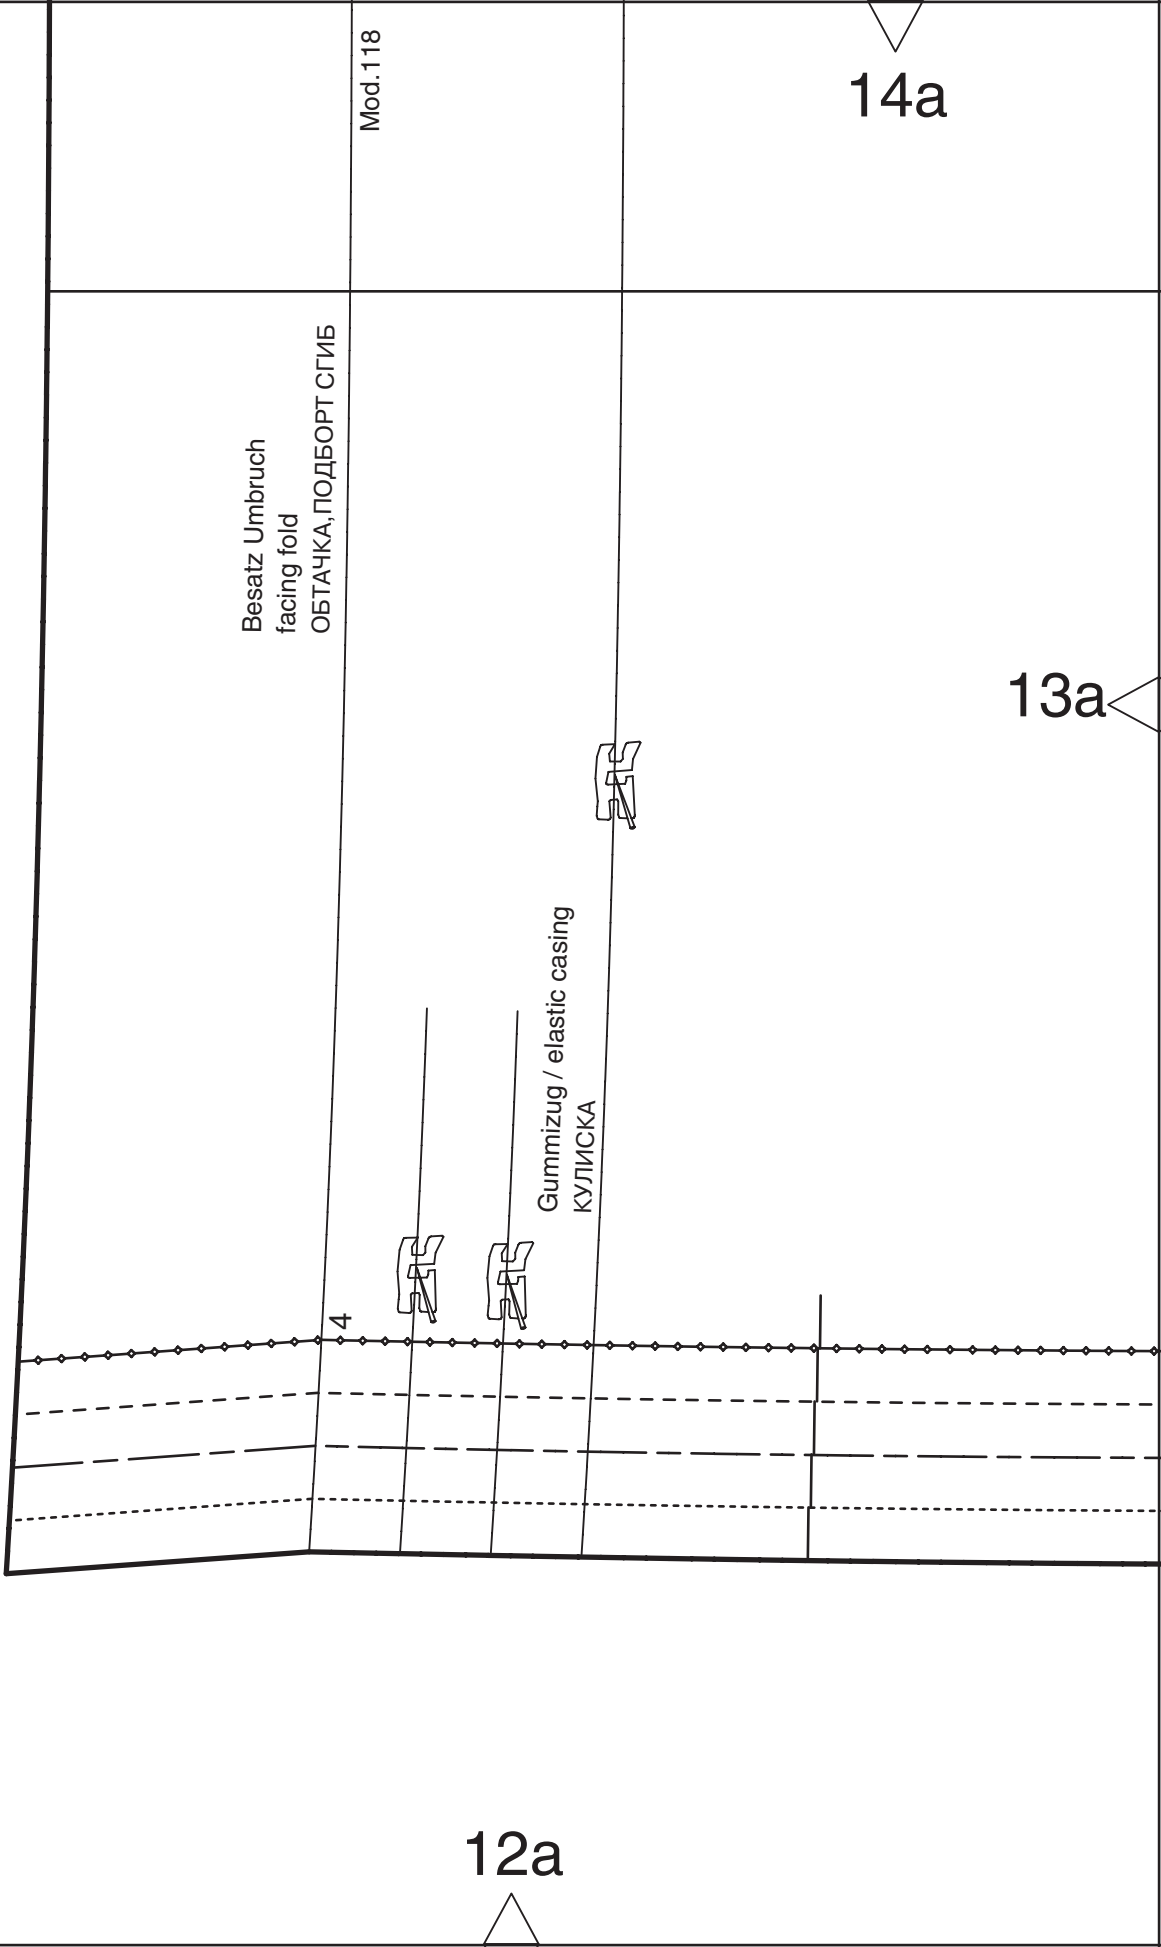 14a
Mod.118
Besatz Umbruch
facing fold
ОБТАЧКА,ПОДБОРТ СГИБ
13a
Gummizug / elastic casing
КУЛИСКА
4
12a